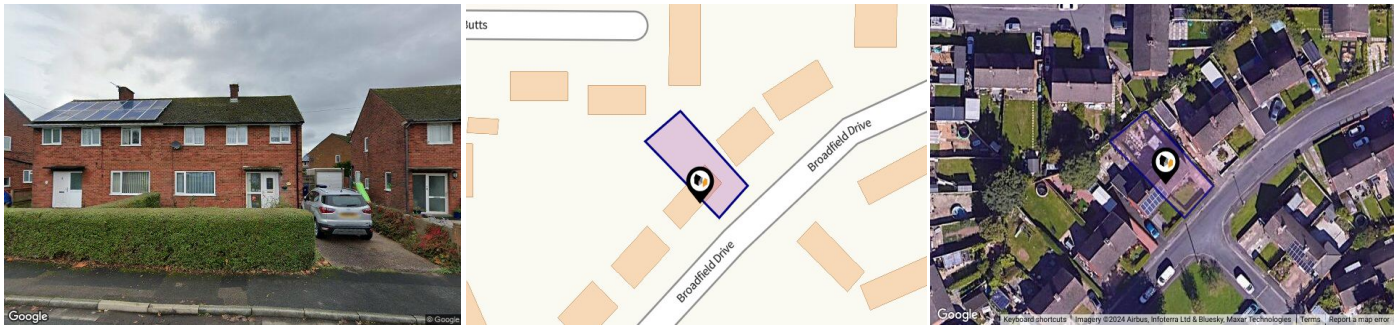 Google
© Google
Butts
Broadfield Drive
Broadfield Drive
Google
Keyboard shortcuts
Imagery ©2024 Airbus, Infoterra Ltd & Bluesky, Maxar Technologies
Terms
Report a map error